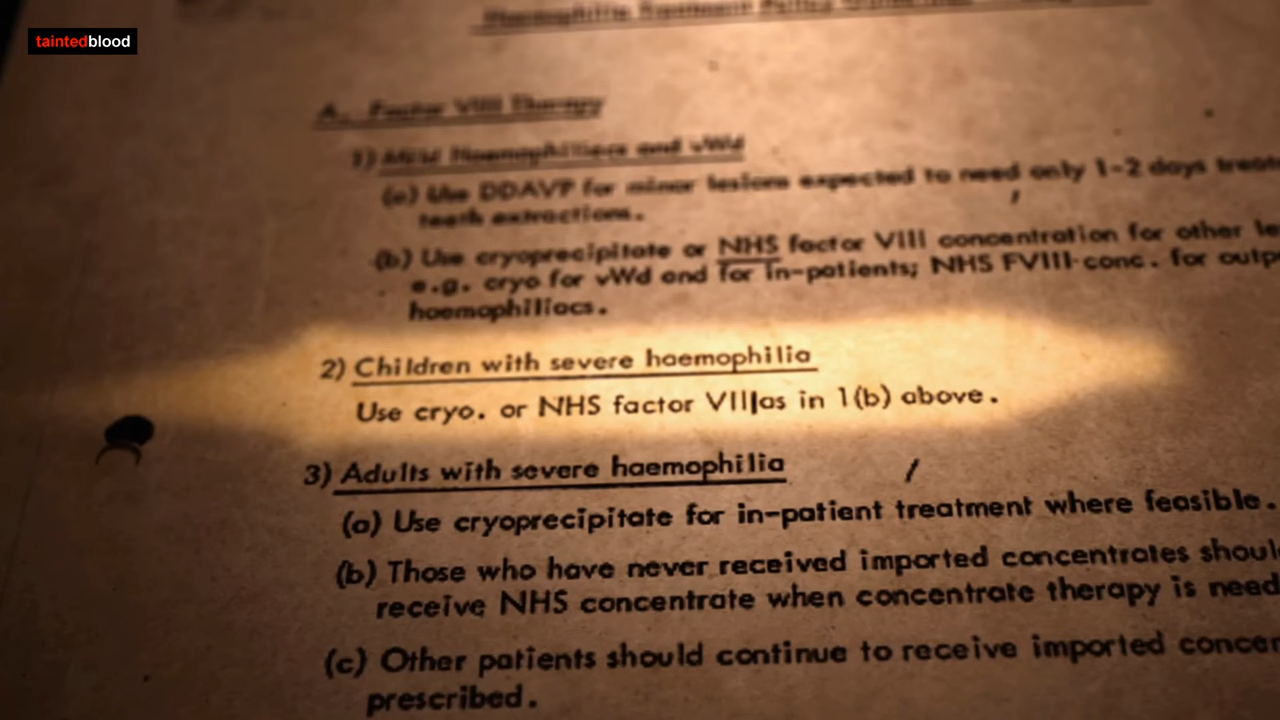 taintedblood
Haemophilia Treatment Policy
A. Factor VIII Therapy
1) Mild Haemophiliacs and vWd
(a) Use DDAVP for minor lesions expected to need only 1-2 days
teeth extractions.
(b) Use cryoprecipitate or NHS factor VIII concentration for other
e.g. cryo for vWd and for in-patients; NHS FVIII conc. for
haemophiliacs.
2) Children with severe haemophilia
Use cryo. or NHS factor VIII as in 1(b) above.
3) Adults with severe haemophilia
(a) Use cryoprecipitate for in-patient treatment where feasible.
(b) Those who have never received imported concentrates
receive NHS concentrate when concentrate therapy is
(c) Other patients should continue to receive imported
prescribed.